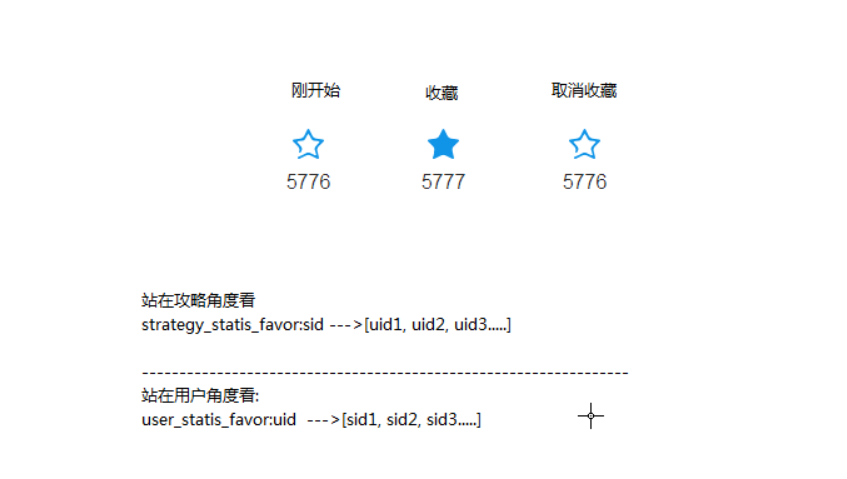 刚开始 收藏 取消收藏
5776 5777 5776
站在攻略角度看
strategy_statis_favor:sid --->[uid1, uid2, uid3.....]
-----------------------------------------------------------------
站在用户角度看:
user_statis_favor:uid --->[sid1, sid2, sid3.....]